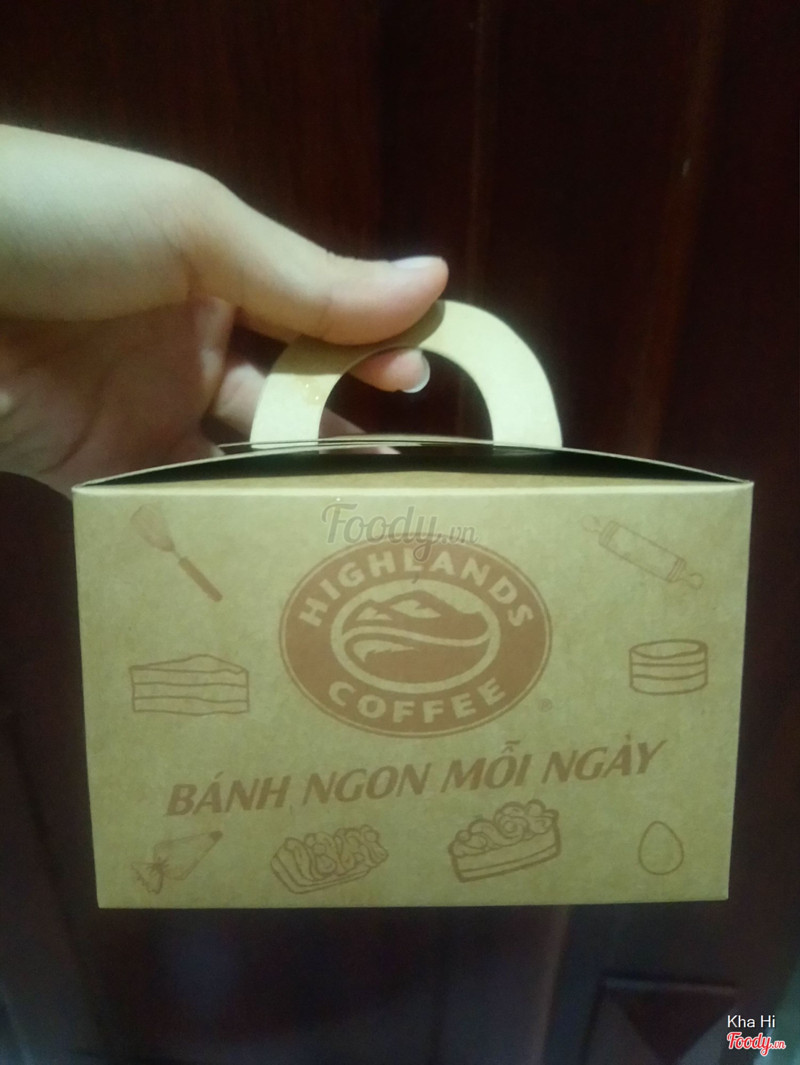 Foody.vn
HIGHLANDS
COFFEE
®
BÁNH NGON MỖI NGÀY
Kha Hi
Foody.vn